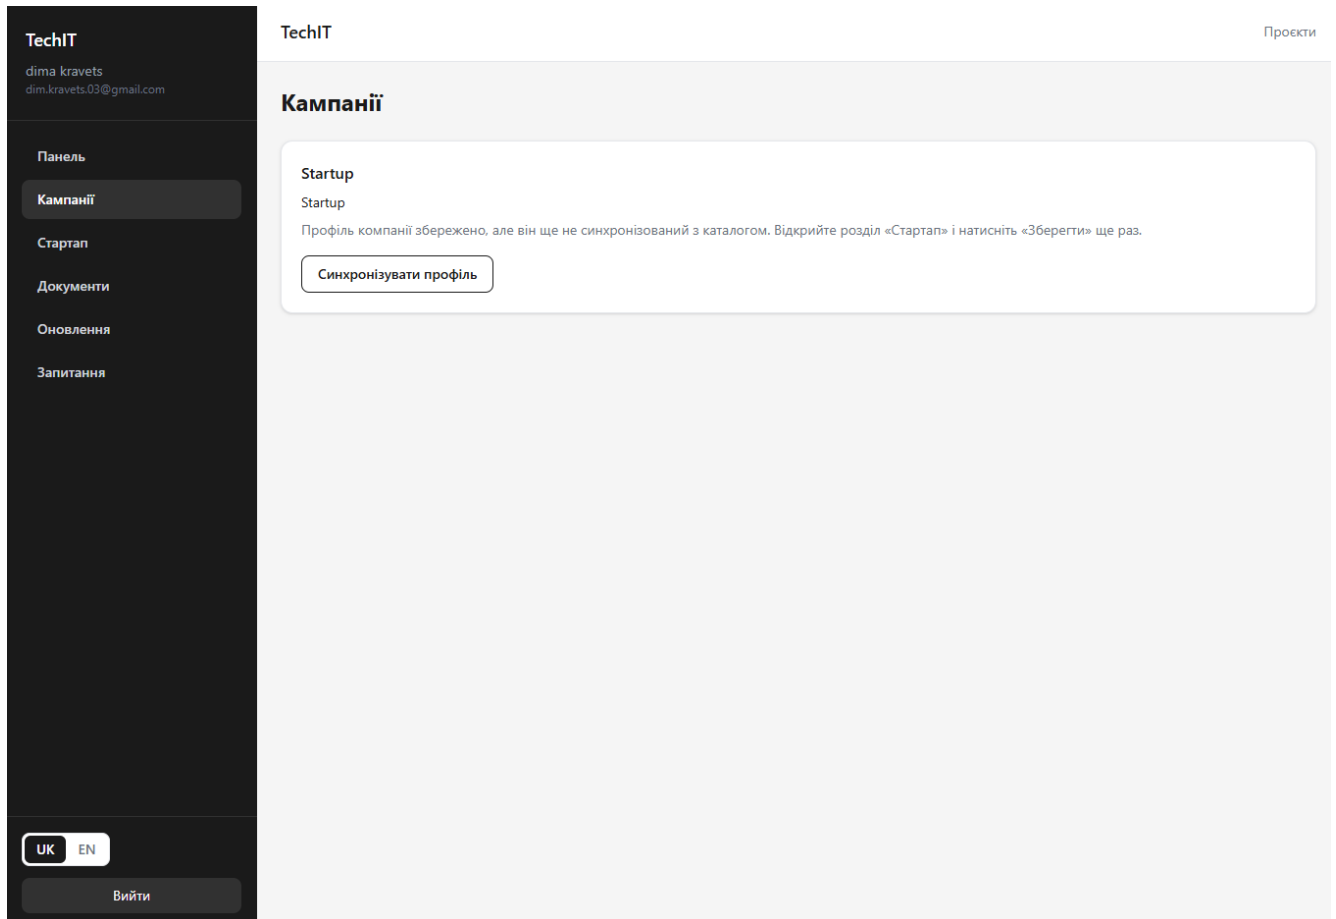 TechIT
dima kravets
dim.kravets.03@gmail.com
Панель
Кампанії
Стартап
Документи
Оновлення
Запитання
UK EN
Вийти
TechIT
Проєкти
Кампанії
Startup
Startup
Профіль компанії збережено, але він ще не синхронізований з каталогом. Відкрийте розділ «Стартап» і натисніть «Зберегти» ще раз.
Синхронізувати профіль